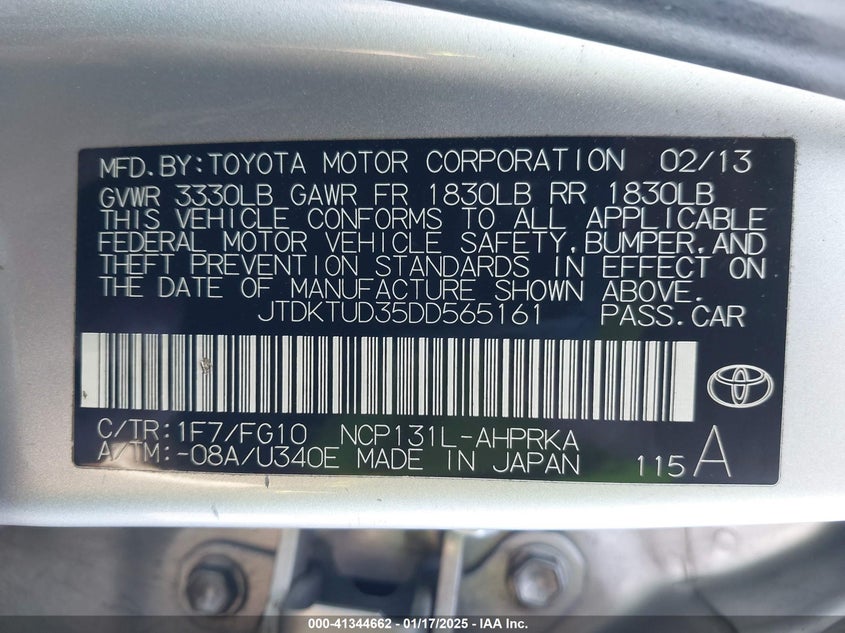 MFD.BY:TOYOTA MOTOR CORPORATION 02/13
GVWR 3330LB GAWR FR 1830LB RR 1830LB
THIS VEHICLE CONFORMS TO ALL APPLICABLE
FEDERAL MOTOR VEHICLE SAFETY,BUMPER,AND
THEFT PREVENTION STANDARDS IN EFFECT ON
THE DATE OF MANUFACTURE SHOWN ABOVE.
JTDKTUD35DD565161 PASS.CAR
C/TR:1F7/FG10 NCP131L-AHPRKA
A/TM:-08A/U340E MADE IN JAPAN 115 A
000-41344662 - 01/17/2025 - IAA Inc.